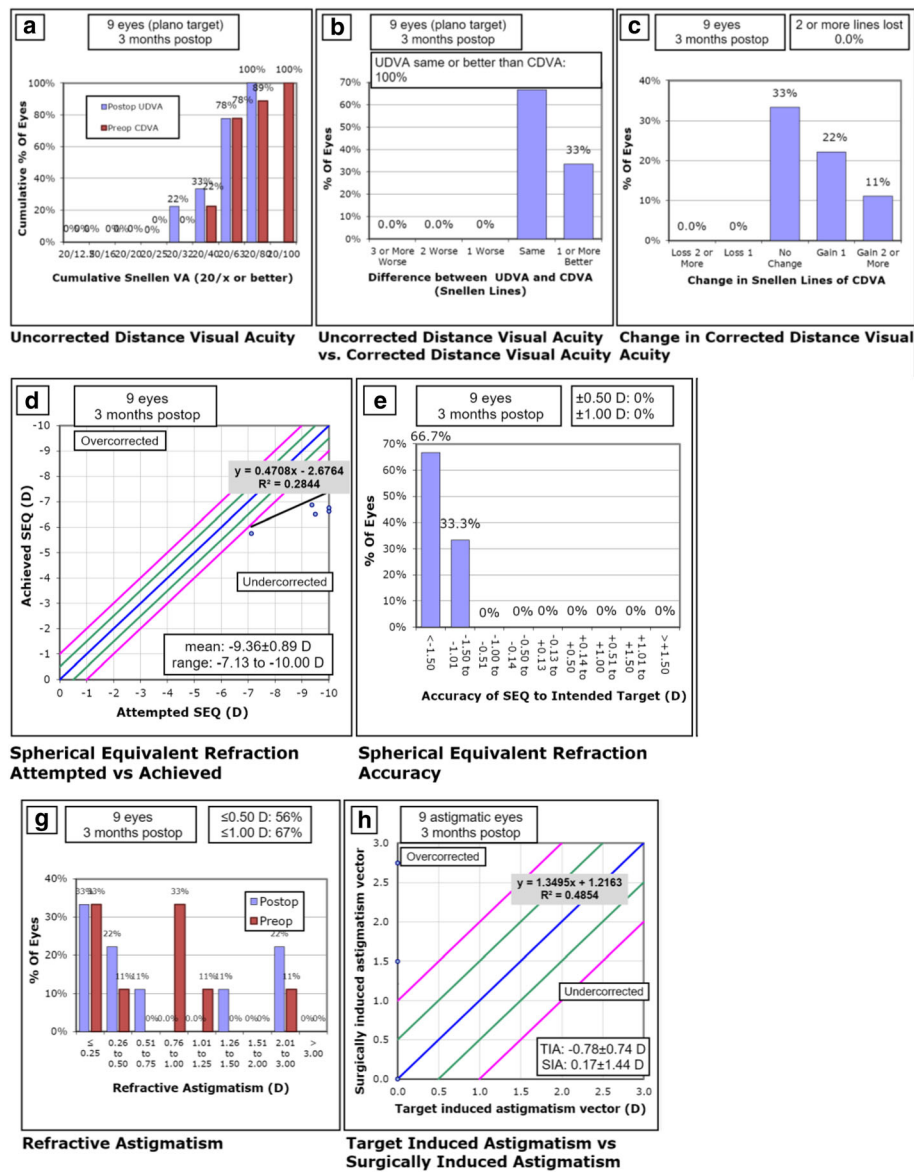 a
9 eyes (plano target)
3 months postop
Cumulative % Of Eyes
100%
80%
60%
40%
20%
0%
Postop UDVA
Preop CDVA
0% 0% 0% 0% 0% 0% 22% 0% 33% 22% 78% 78% 100% 89% 100%
20/12.5 20/16 20/20 20/25 20/32 20/40 20/63 20/80 20/100
Cumulative Snellen VA (20/x or better)
Uncorrected Distance Visual Acuity
b
9 eyes (plano target)
3 months postop
UDVA same or better than CDVA:
100%
% Of Eyes
70%
60%
50%
40%
30%
20%
10%
0%
0.0% 0.0% 0% 33%
3 or More Worse 2 Worse 1 Worse Same 1 or More Better
Difference between UDVA and CDVA
(Snellen Lines)
Uncorrected Distance Visual Acuity
vs. Corrected Distance Visual Acuity
c
9 eyes
3 months postop
2 or more lines lost
0.0%
% Of Eyes
40%
30%
20%
10%
0%
0.0% 0% 33% 22% 11%
Loss 2 or More Loss 1 No Change Gain 1 Gain 2 or More
Change in Snellen Lines of CDVA
Change in Corrected Distance Visual
Acuity
d
9 eyes
3 months postop
Achieved SEQ (D)
-10
-9
-8
-7
-6
-5
-4
-3
-2
-1
0
Overcorrected
y = 0.4708x - 2.6764
R² = 0.2844
Undercorrected
mean: -9.36±0.89 D
range: -7.13 to -10.00 D
0 -1 -2 -3 -4 -5 -6 -7 -8 -9 -10
Attempted SEQ (D)
Spherical Equivalent Refraction
Attempted vs Achieved
e
9 eyes
3 months postop
±0.50 D: 0%
±1.00 D: 0%
% Of Eyes
70%
60%
50%
40%
30%
20%
10%
0%
66.7% 33.3% 0% 0% 0% 0% 0% 0% 0% 0%
<-1.50
-1.50 to -1.01
-1.00 to -0.51
-0.50 to -0.14
-0.13 to +0.13
+0.14 to +0.50
+0.51 to +1.00
+1.01 to +1.50
>+1.50
Accuracy of SEQ to Intended Target (D)
Spherical Equivalent Refraction
Accuracy
g
9 eyes
3 months postop
≤0.50 D: 56%
≤1.00 D: 67%
% Of Eyes
40%
30%
20%
10%
0%
Postop
Preop
33% 33% 22% 11% 11% 0% 0.0% 33% 0.0% 11% 11% 0% 0% 0% 22% 11% 0% 0%
≤ 0.25
0.26 to 0.50
0.51 to 0.75
0.76 to 1.00
1.01 to 1.25
1.26 to 1.50
1.51 to 2.00
2.01 to 3.00
> 3.00
Refractive Astigmatism (D)
Refractive Astigmatism
h
9 astigmatic eyes
3 months postop
Surgically induced astigmatism vector
3.0
2.5
2.0
1.5
1.0
0.5
0.0
Overcorrected
y = 1.3495x + 1.2163
R² = 0.4854
Undercorrected
TIA: -0.78±0.74 D
SIA: 0.17±1.44 D
0.0 0.5 1.0 1.5 2.0 2.5 3.0
Target induced astigmatism vector (D)
Target Induced Astigmatism vs
Surgically Induced Astigmatism